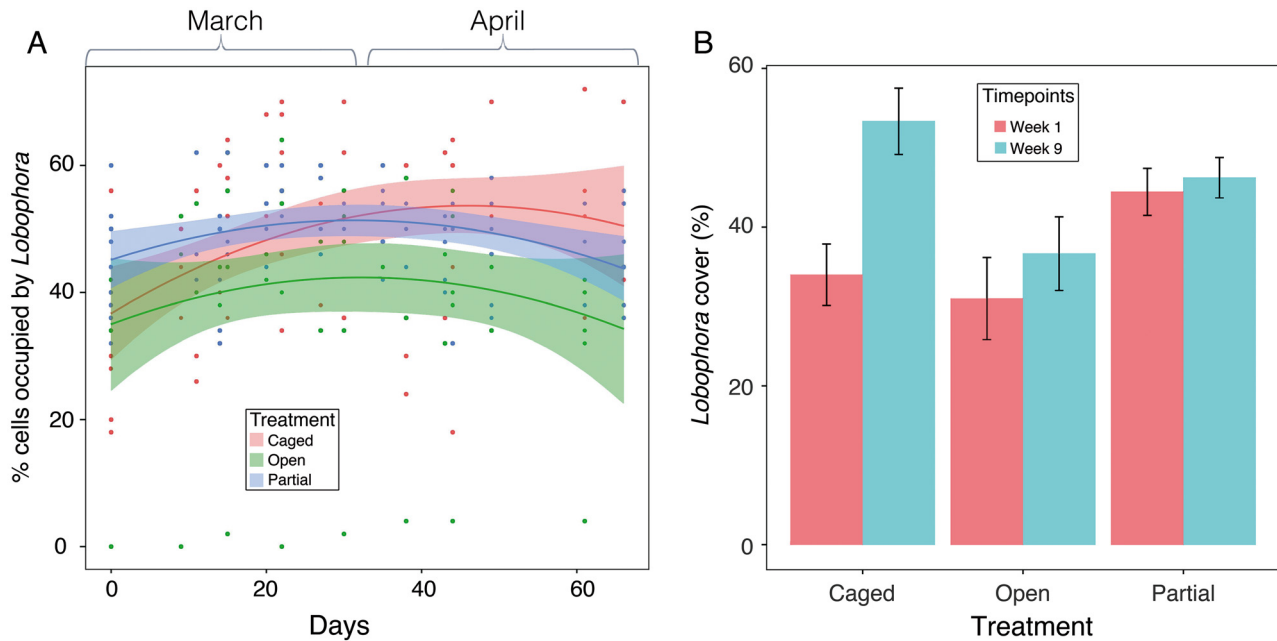 March
April
A
% cells occupied by Lobophora
60
40
20
0
Treatment
Caged
Open
Partial
0
20
40
60
Days
B
Lobophora cover (%)
60
40
20
0
Timepoints
Week 1
Week 9
Caged
Open
Partial
Treatment